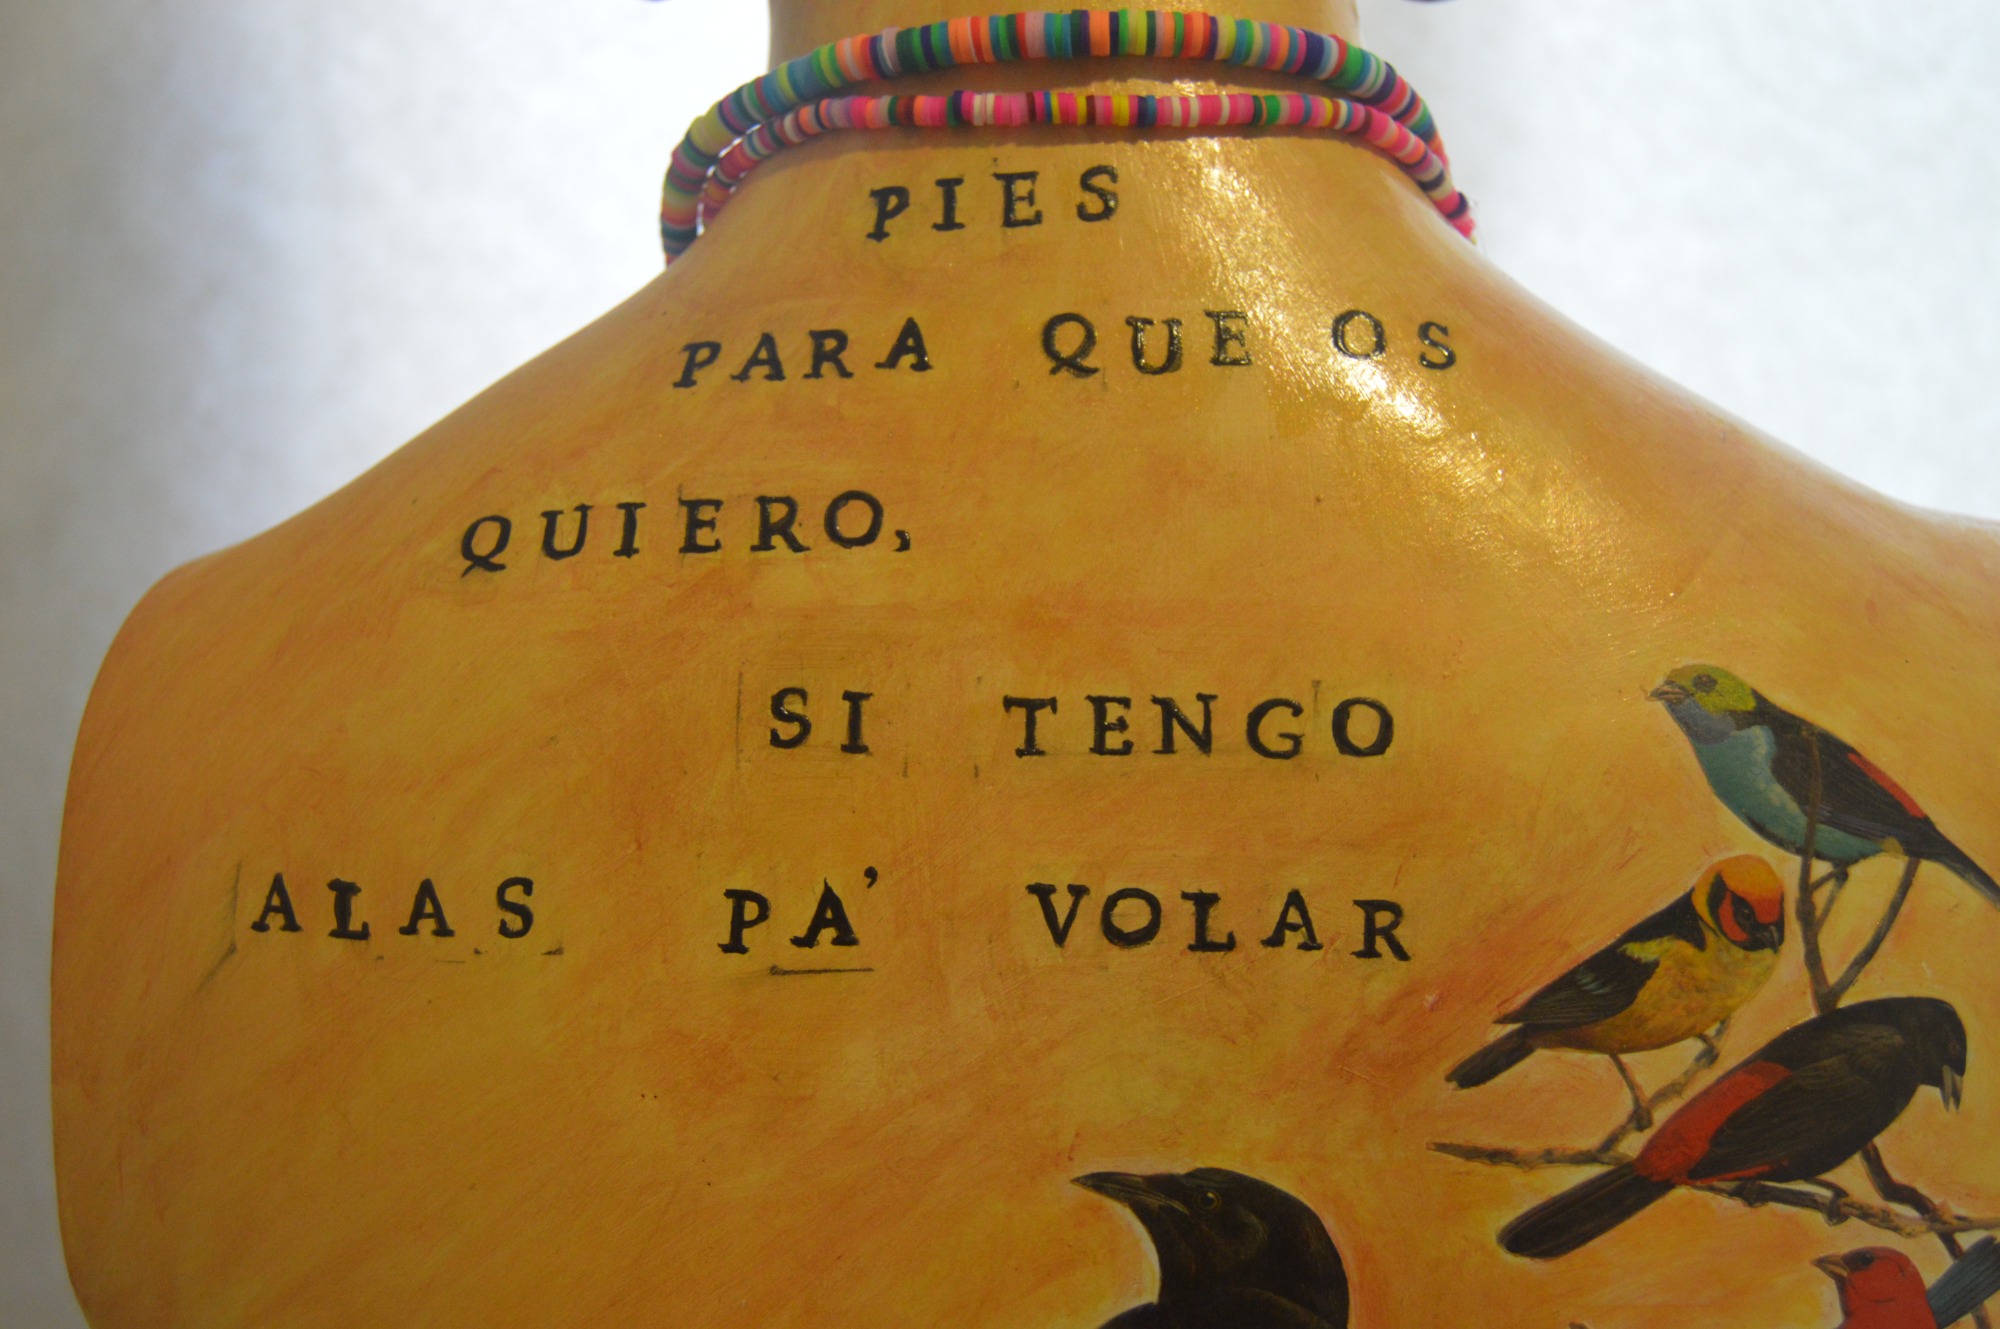 PIES
PARA QUE OS
QUIERO,
SI TENGO
ALAS PA' VOLAR